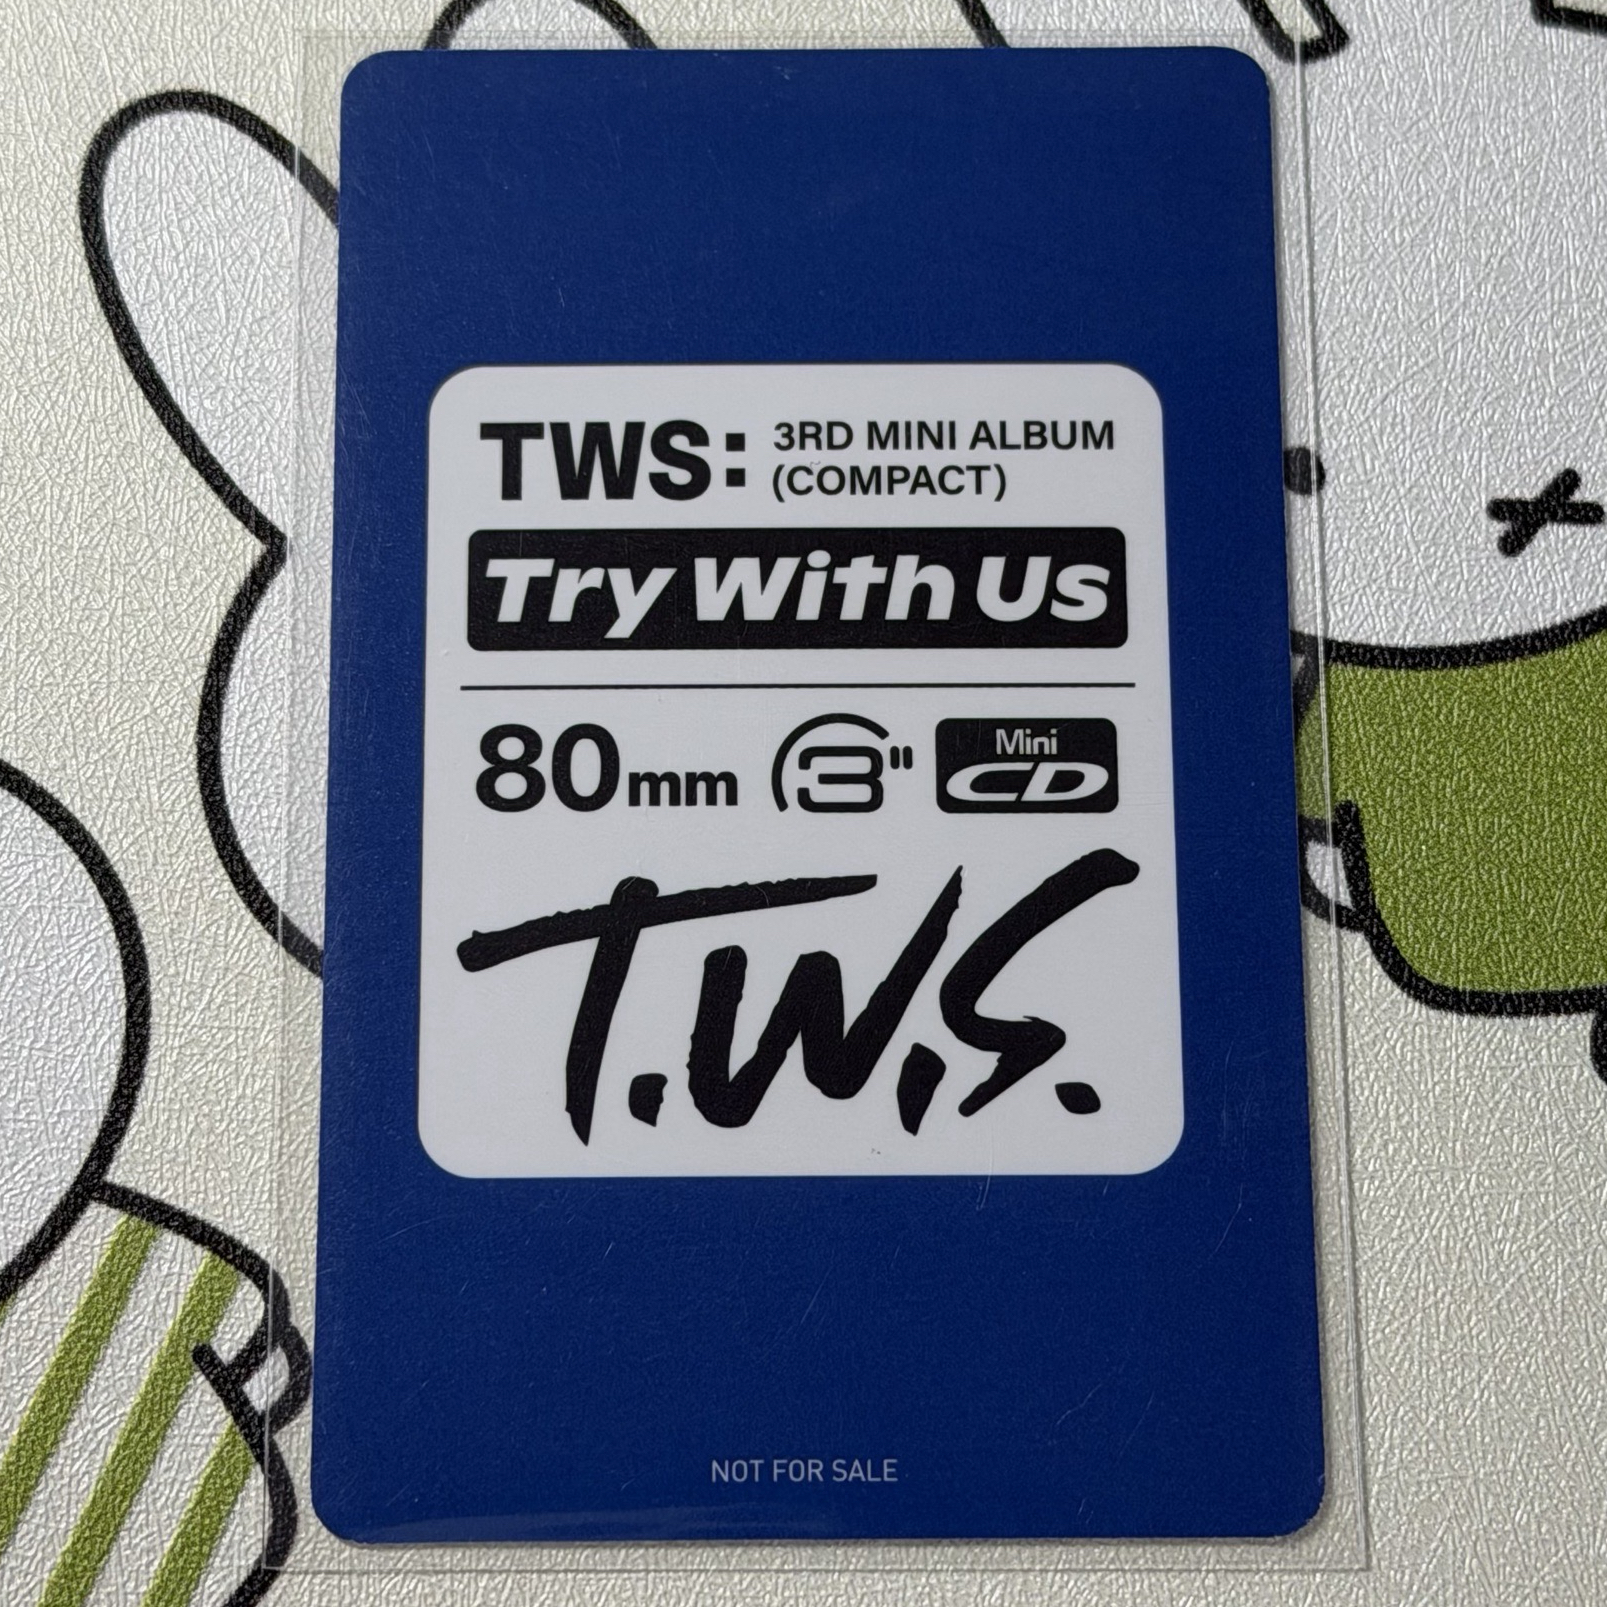 TWS: 3RD MINI ALBUM
(COMPACT)
Try With Us
80mm 3" Mini CD
T.W.S.
NOT FOR SALE